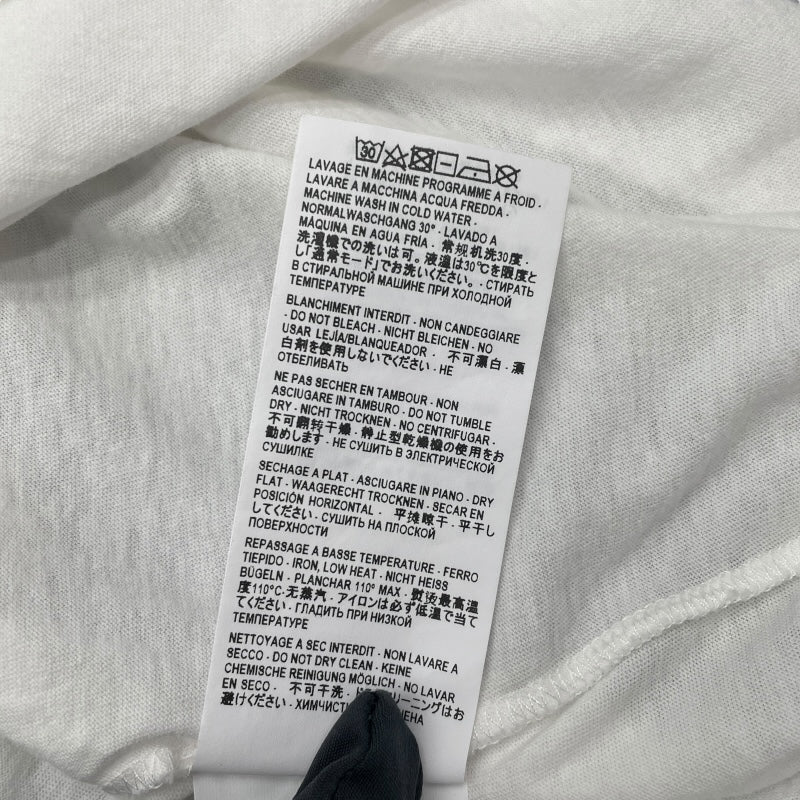 30
LAVAGE EN MACHINE PROGRAMME A FROID -
LAVARE A MACCHINA ACQUA FREDDA -
MACHINE WASH IN COLD WATER -
NORMALWASCHGANG 30° - LAVADO A
MÁQUINA EN AGUA FRÍA - 常规机洗30度 -
洗濯機での洗いは可。液温は30℃を限度と
し「通常モード」でお洗いください。- СТИРАТЬ
В СТИРАЛЬНОЙ МАШИНЕ ПРИ ХОЛОДНОЙ
ТЕМПЕРАТУРЕ
BLANCHIMENT INTERDIT - NON CANDEGGIARE
- DO NOT BLEACH - NICHT BLEICHEN - NO
USAR LEJÍA/BLANQUEADOR - 不可漂白 - 漂
白剤を使用しないでください - НЕ
ОТБЕЛИВАТЬ
NE PAS SECHER EN TAMBOUR - NON
ASCIUGARE IN TAMBURO - DO NOT TUMBLE
DRY - NICHT TROCKNEN - NO CENTRIFUGAR -
不可翻转干燥 - 静止型乾燥機の使用をお
勧めします - НЕ СУШИТЬ В ЭЛЕКТРИЧЕСКОЙ
СУШИЛКЕ
SECHAGE A PLAT - ASCIUGARE IN PIANO - DRY
FLAT - WAAGERECHT TROCKNEN - SECAR EN
POSICIÓN HORIZONTAL - 平摊晾干 - 平干し
してください - СУШИТЬ НА ПЛОСКОЙ
ПОВЕРХНОСТИ
REPASSAGE A BASSE TEMPERATURE - FERRO
TIEPIDO - IRON, LOW HEAT - NICHT HEISS
BÜGELN - PLANCHAR 110° MAX - 熨烫最高温
度110°C-无蒸汽 - アイロンは必ず低温で当て
てください - ГЛАДИТЬ ПРИ НИЗКОЙ
ТЕМПЕРАТУРЕ
NETTOYAGE A SEC INTERDIT - NON LAVARE A
SECCO - DO NOT DRY CLEAN - KEINE
CHEMISCHE REINIGUNG MÖGLICH - NO LAVAR
EN SECO - 不可干洗 - リーニングはお
避けください -